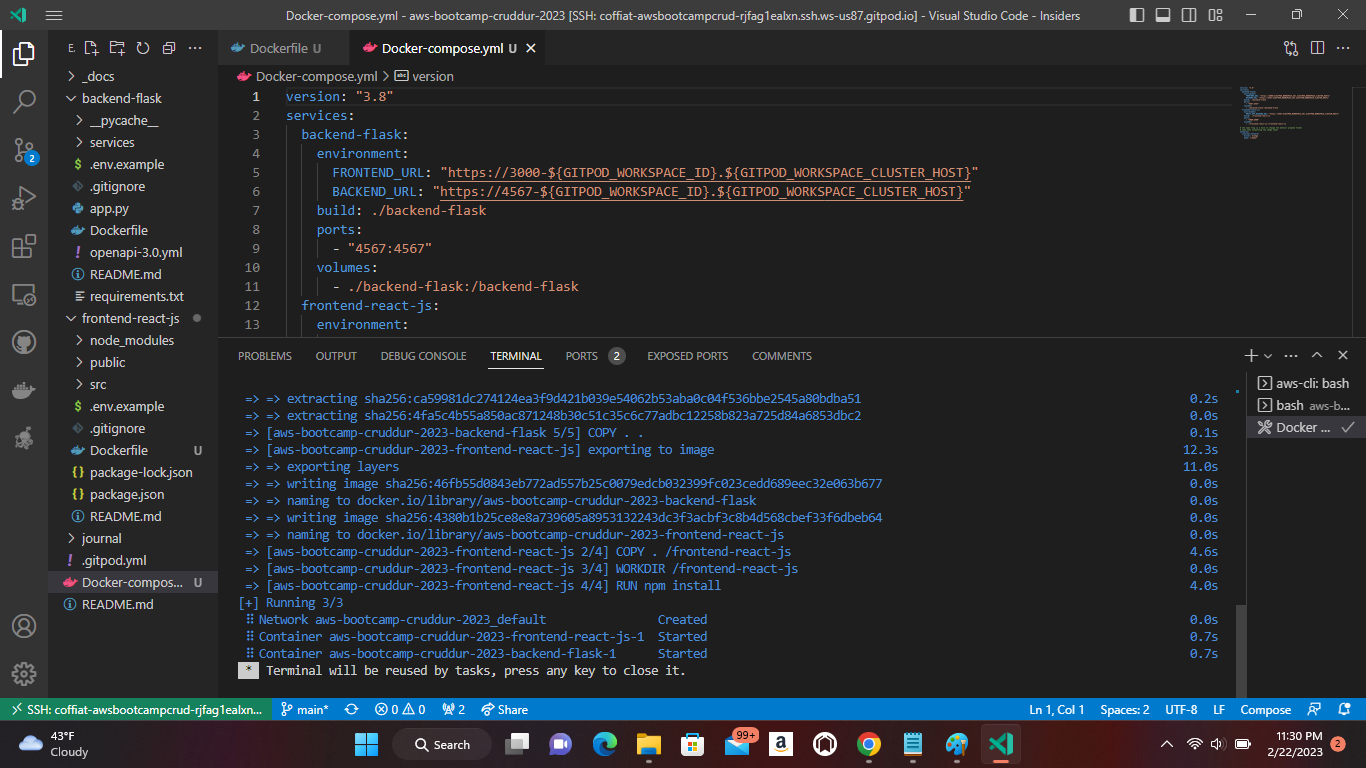 Docker-compose.yml - aws-bootcamp-cruddur-2023 [SSH: coffiat-awsbootcampcrud-rjfag1ealxn.ssh.ws-us87.gitpod.io] - Visual Studio Code - Insiders
E.
Dockerfile U
Docker-compose.yml U
Docker-compose.yml > version
_docs
backend-flask
__pycache__
services
.env.example
.gitignore
app.py
Dockerfile
openapi-3.0.yml
README.md
requirements.txt
frontend-react-js
node_modules
public
src
.env.example
.gitignore
Dockerfile U
package-lock.json
package.json
README.md
journal
.gitpod.yml
Docker-compos... U
README.md
2
1 version: "3.8"
2 services:
3 backend-flask:
4 environment:
5 FRONTEND_URL: "https://3000-${GITPOD_WORKSPACE_ID}.${GITPOD_WORKSPACE_CLUSTER_HOST}"
6 BACKEND_URL: "https://4567-${GITPOD_WORKSPACE_ID}.${GITPOD_WORKSPACE_CLUSTER_HOST}"
7 build: ./backend-flask
8 ports:
9 - "4567:4567"
10 volumes:
11 - ./backend-flask:/backend-flask
12 frontend-react-js:
13 environment:
PROBLEMS OUTPUT DEBUG CONSOLE TERMINAL PORTS 2 EXPOSED PORTS COMMENTS
=> => extracting sha256:ca59981dc274124ea3f9d421b039e54062b53aba0c04f536bbe2545a80bdba51 0.2s
=> => extracting sha256:4fa5c4b55a850ac871248b30c51c35c6c77adbc12258b823a725d84a6853dbc2 0.0s
=> [aws-bootcamp-cruddur-2023-backend-flask 5/5] COPY . . 0.1s
=> [aws-bootcamp-cruddur-2023-frontend-react-js] exporting to image 12.3s
=> => exporting layers 11.0s
=> => writing image sha256:46fb55d0843eb772ad557b25c0079edcb032399fc023cedd689eec32e063b677 0.0s
=> => naming to docker.io/library/aws-bootcamp-cruddur-2023-backend-flask 0.0s
=> => writing image sha256:4380b1b25ce8e8a739605a8953132243dc3f3acbf3c8b4d568cbef33f6dbeb64 0.0s
=> => naming to docker.io/library/aws-bootcamp-cruddur-2023-frontend-react-js 0.0s
=> [aws-bootcamp-cruddur-2023-frontend-react-js 2/4] COPY . /frontend-react-js 4.6s
=> [aws-bootcamp-cruddur-2023-frontend-react-js 3/4] WORKDIR /frontend-react-js 0.0s
=> [aws-bootcamp-cruddur-2023-frontend-react-js 4/4] RUN npm install 4.0s
[+] Running 3/3
⠿ Network aws-bootcamp-cruddur-2023_default Created 0.0s
⠿ Container aws-bootcamp-cruddur-2023-frontend-react-js-1 Started 0.7s
⠿ Container aws-bootcamp-cruddur-2023-backend-flask-1 Started 0.7s
* Terminal will be reused by tasks, press any key to close it.
aws-cli: bash
bash aws-b...
Docker ...
SSH: coffiat-awsbootcampcrud-rjfag1ealxn... main* 0 0 2 Share Ln 1, Col 1 Spaces: 2 UTF-8 LF Compose
43°F
Cloudy
Search
99+
a
11:30 PM
2/22/2023
2